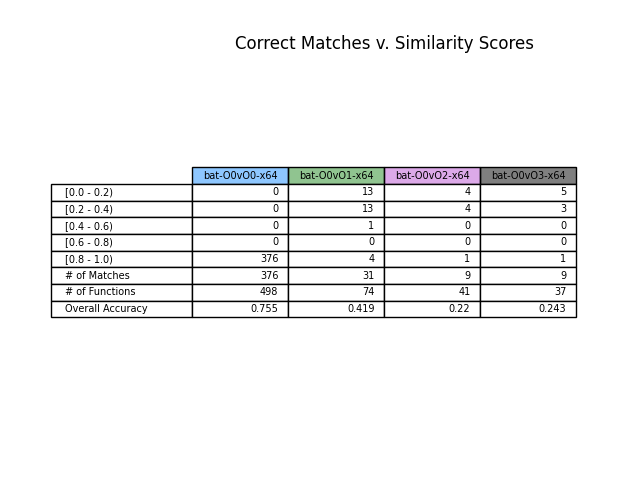 Correct Matches v. Similarity Scores
bat-O0vO0-x64 bat-O0vO1-x64 bat-O0vO2-x64 bat-O0vO3-x64
[0.0 - 0.2) 0 13 4 5
[0.2 - 0.4) 0 13 4 3
[0.4 - 0.6) 0 1 0 0
[0.6 - 0.8) 0 0 0 0
[0.8 - 1.0) 376 4 1 1
# of Matches 376 31 9 9
# of Functions 498 74 41 37
Overall Accuracy 0.755 0.419 0.22 0.243